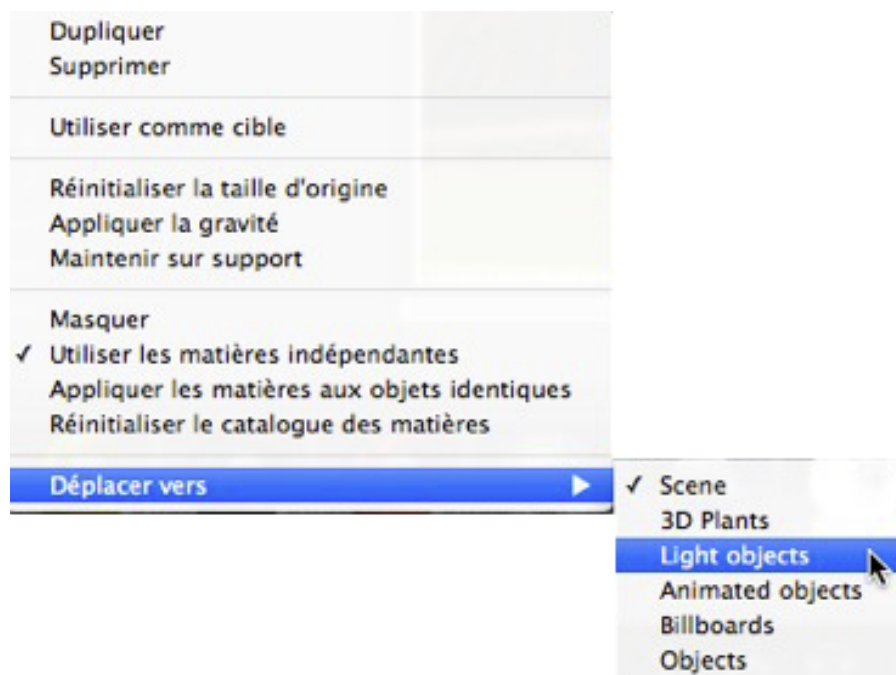 Dupliquer
Supprimer
Utiliser comme cible
Réinitialiser la taille d'origine
Appliquer la gravité
Maintenir sur support
Masquer
✓ Utiliser les matières indépendantes
Appliquer les matières aux objets identiques
Réinitialiser le catalogue des matières
Déplacer vers
✓ Scene
3D Plants
Light objects
Animated objects
Billboards
Objects